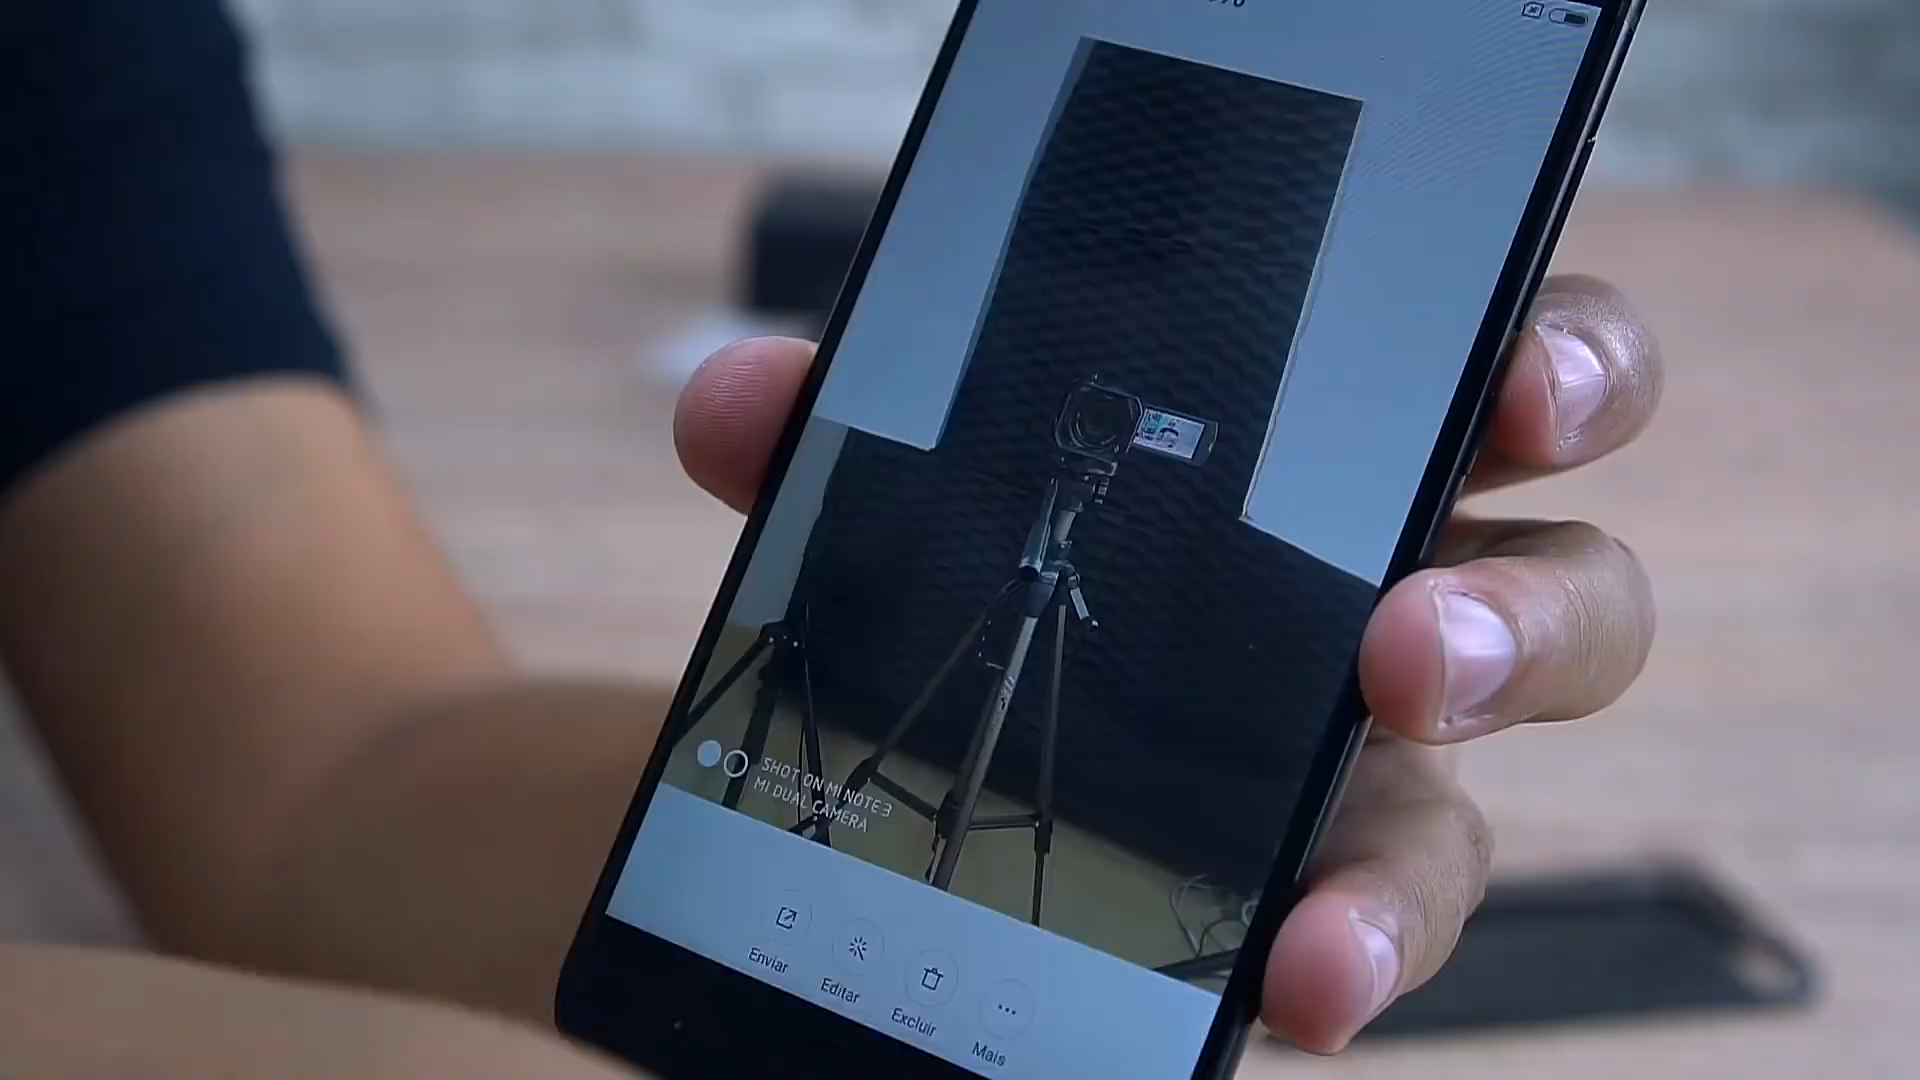 SHOT ON MI NOTE 3
MI DUAL CAMERA
Enviar
Editar
Excluir
Mais